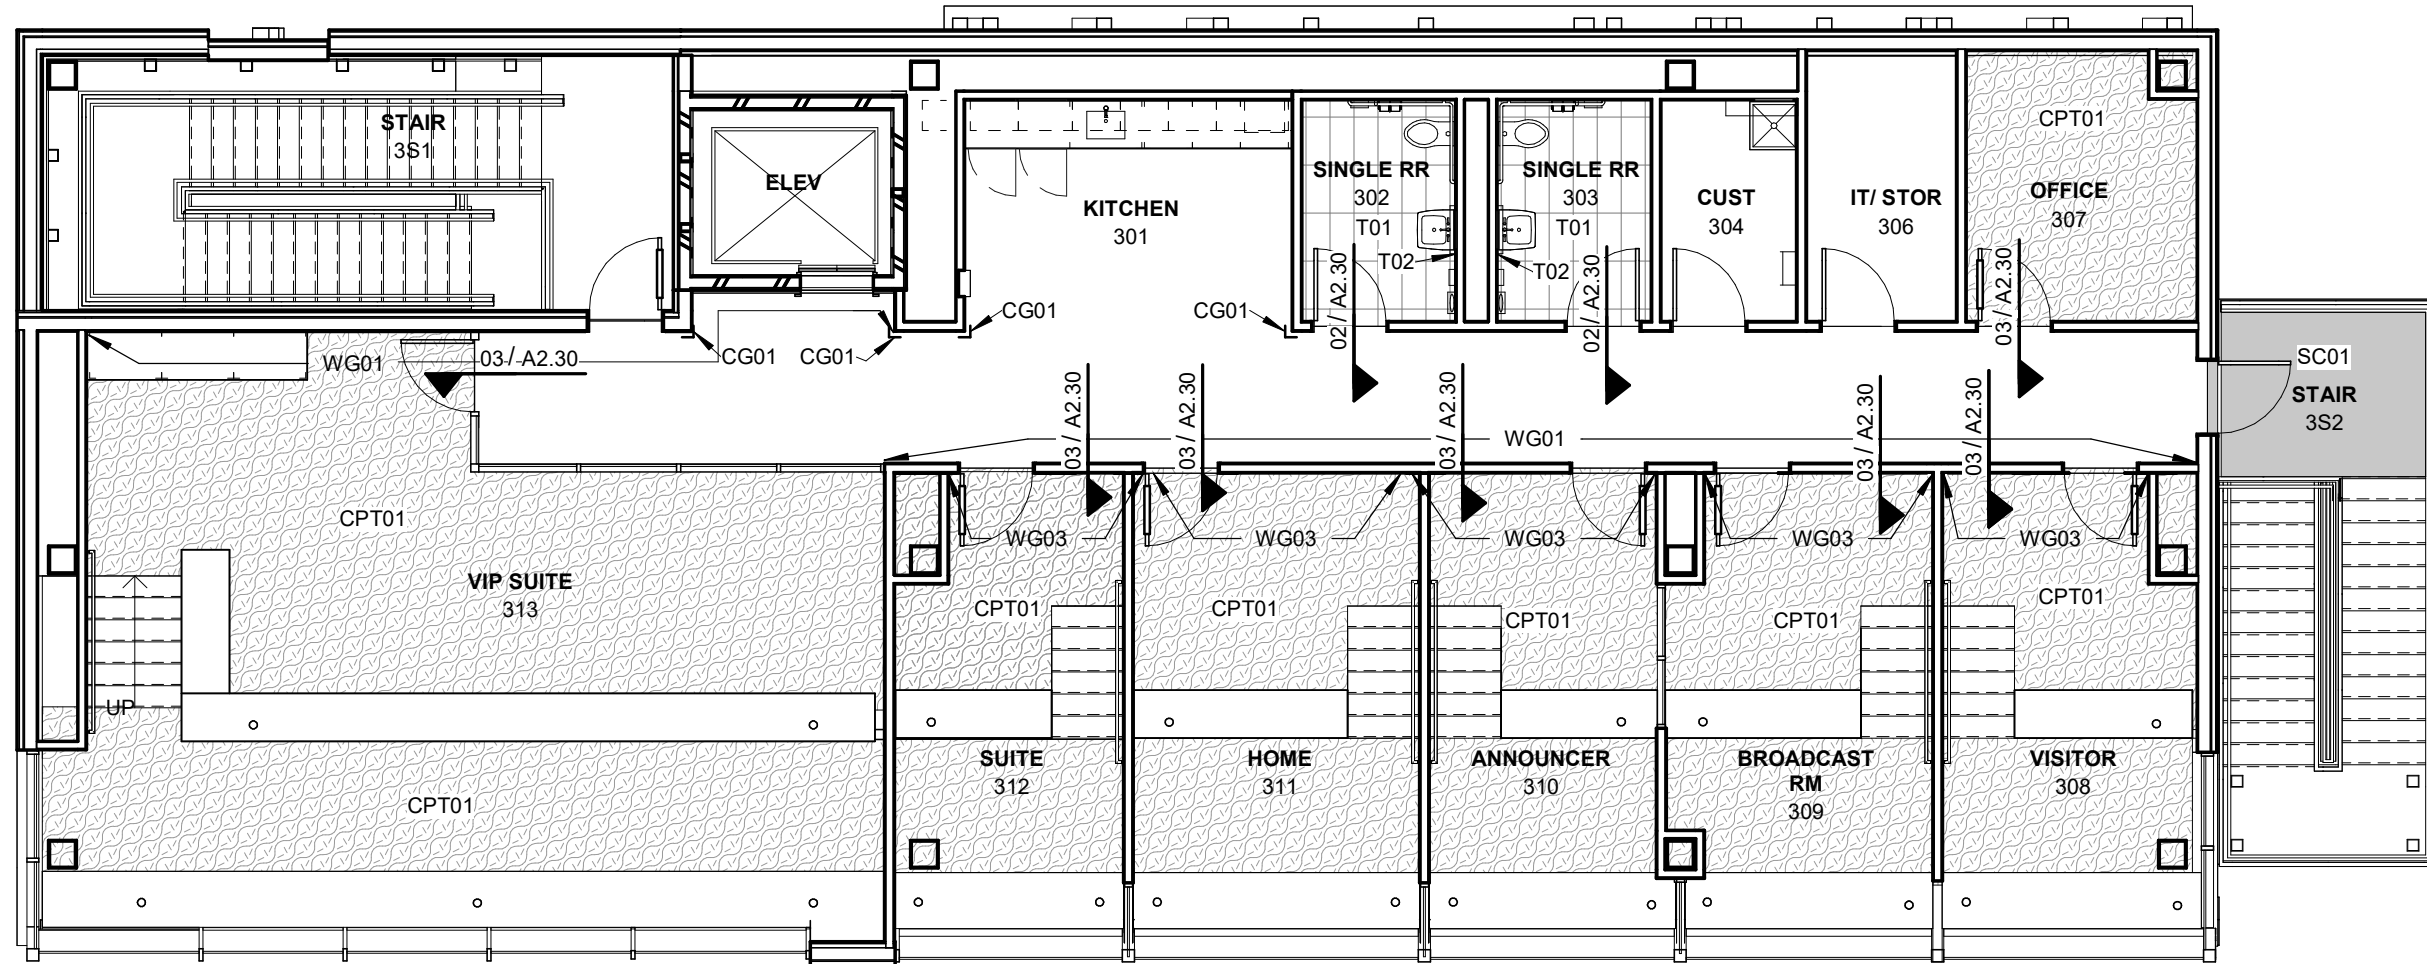 STAIR
3S1
ELEV
KITCHEN
301
SINGLE RR
302
T01
T02
SINGLE RR
303
T01
T02
CUST
304
IT/ STOR
306
CPT01
OFFICE
307
CG01
CG01
CG01
CG01
02 / A2.30
02 / A2.30
03 / A2.30
WG01
03 / A2.30
SC01
STAIR
3S2
03 / A2.30
03 / A2.30
03 / A2.30
WG01
03 / A2.30
03 / A2.30
CPT01
WG03
WG03
WG03
WG03
WG03
VIP SUITE
313
CPT01
CPT01
CPT01
CPT01
CPT01
UP
SUITE
312
HOME
311
ANNOUNCER
310
BROADCAST
RM
309
VISITOR
308
CPT01